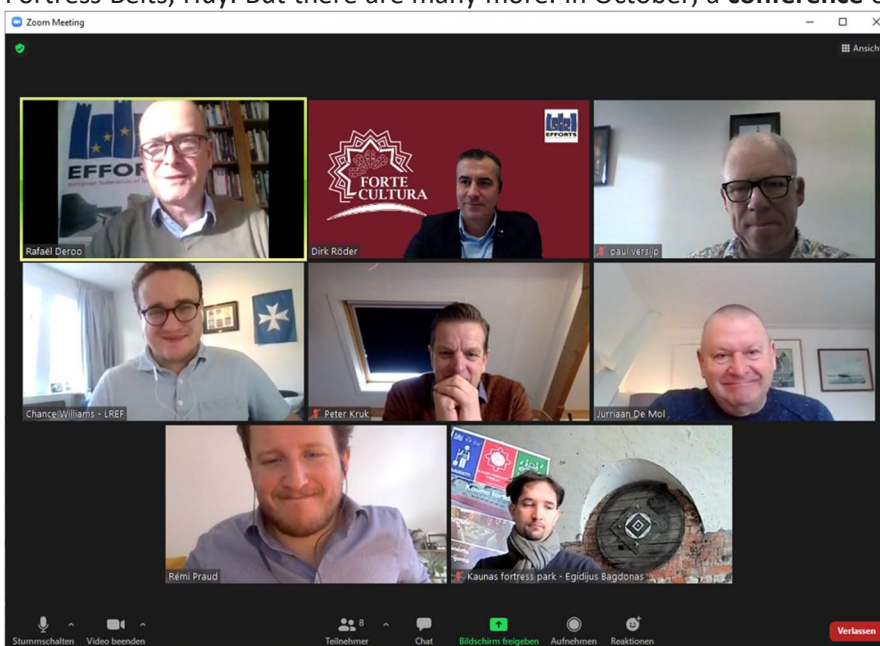 Fortress Belts, Huy. But there are many more. In October, a conference
Zoom Meeting
Ansicht
EFFOR
Rafaël Deroo
FORTE
CULTURA
EFFORTS
Dirk Röder
paul versijp
Chance Williams - LREF
Peter Kruk
Jurriaan De Mol
Rémi Praud
Kaunas fortress park - Egidijus Bagdonas
Stummschalten
Video beenden
8
Teilnehmer
Chat
Bildschirm freigeben
Aufnehmen
Reaktionen
Verlassen